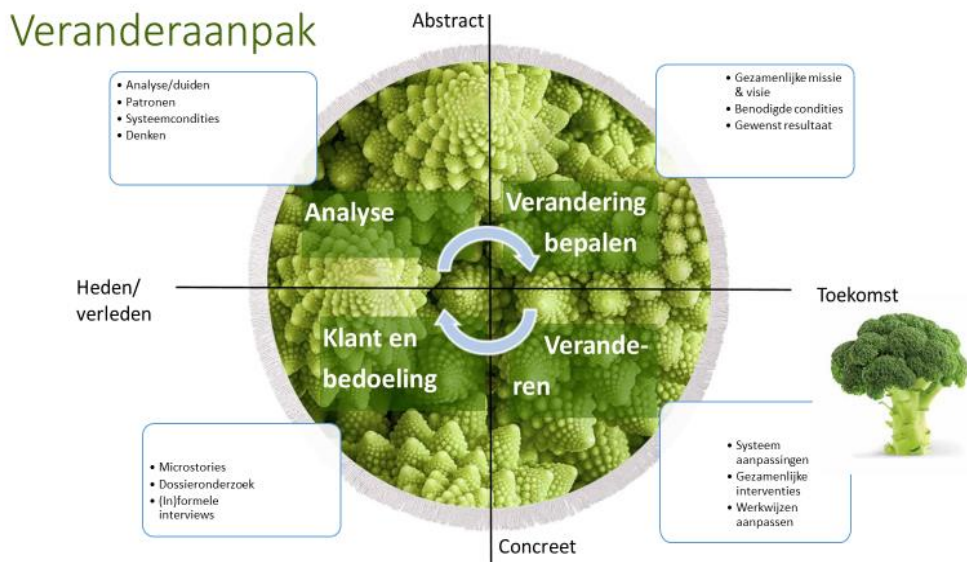 Veranderaanpak
Abstract
• Analyse/duiden
• Patronen
• Systeemcondities
• Denken
• Gezamenlijke missie
& visie
• Benodigde condities
• Gewenst resultaat
Analyse
Verandering
bepalen
Heden/
verleden
Toekomst
Klant en
bedoeling
Verande-
ren
• Microstories
• Dossieronderzoek
• (In)formele
interviews
• Systeem
aanpassingen
• Gezamenlijke
interventies
• Werkwijzen
aanpassen
Concreet